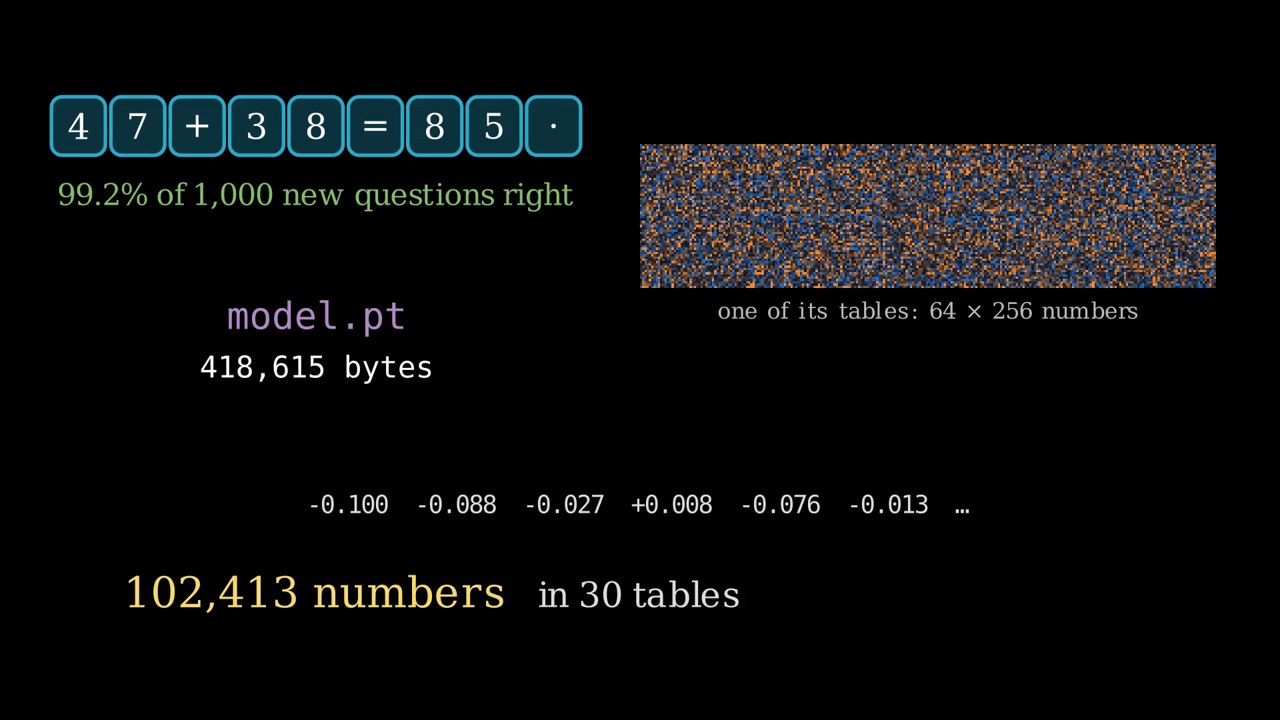 4 7 + 3 8 = 8 5 ·
99.2% of 1,000 new questions right
one of its tables: 64 × 256 numbers
model.pt
418,615 bytes
-0.100 -0.088 -0.027 +0.008 -0.076 -0.013 …
102,413 numbers in 30 tables